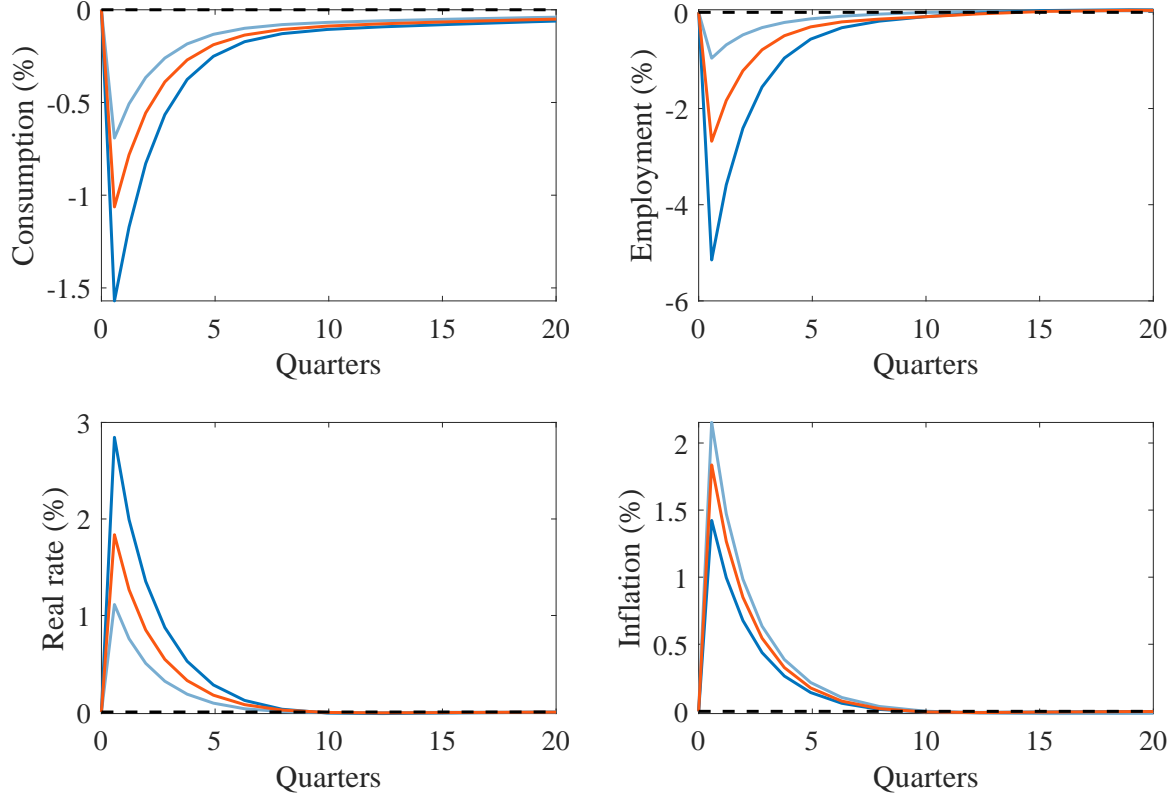 0
-0.5
-1
-1.5
Consumption (%)
0 5 10 15 20
Quarters
0
-2
-4
-6
Employment (%)
0 5 10 15 20
Quarters
3
2
1
0
Real rate (%)
0 5 10 15 20
Quarters
2
1.5
1
0.5
0
Inflation (%)
0 5 10 15 20
Quarters